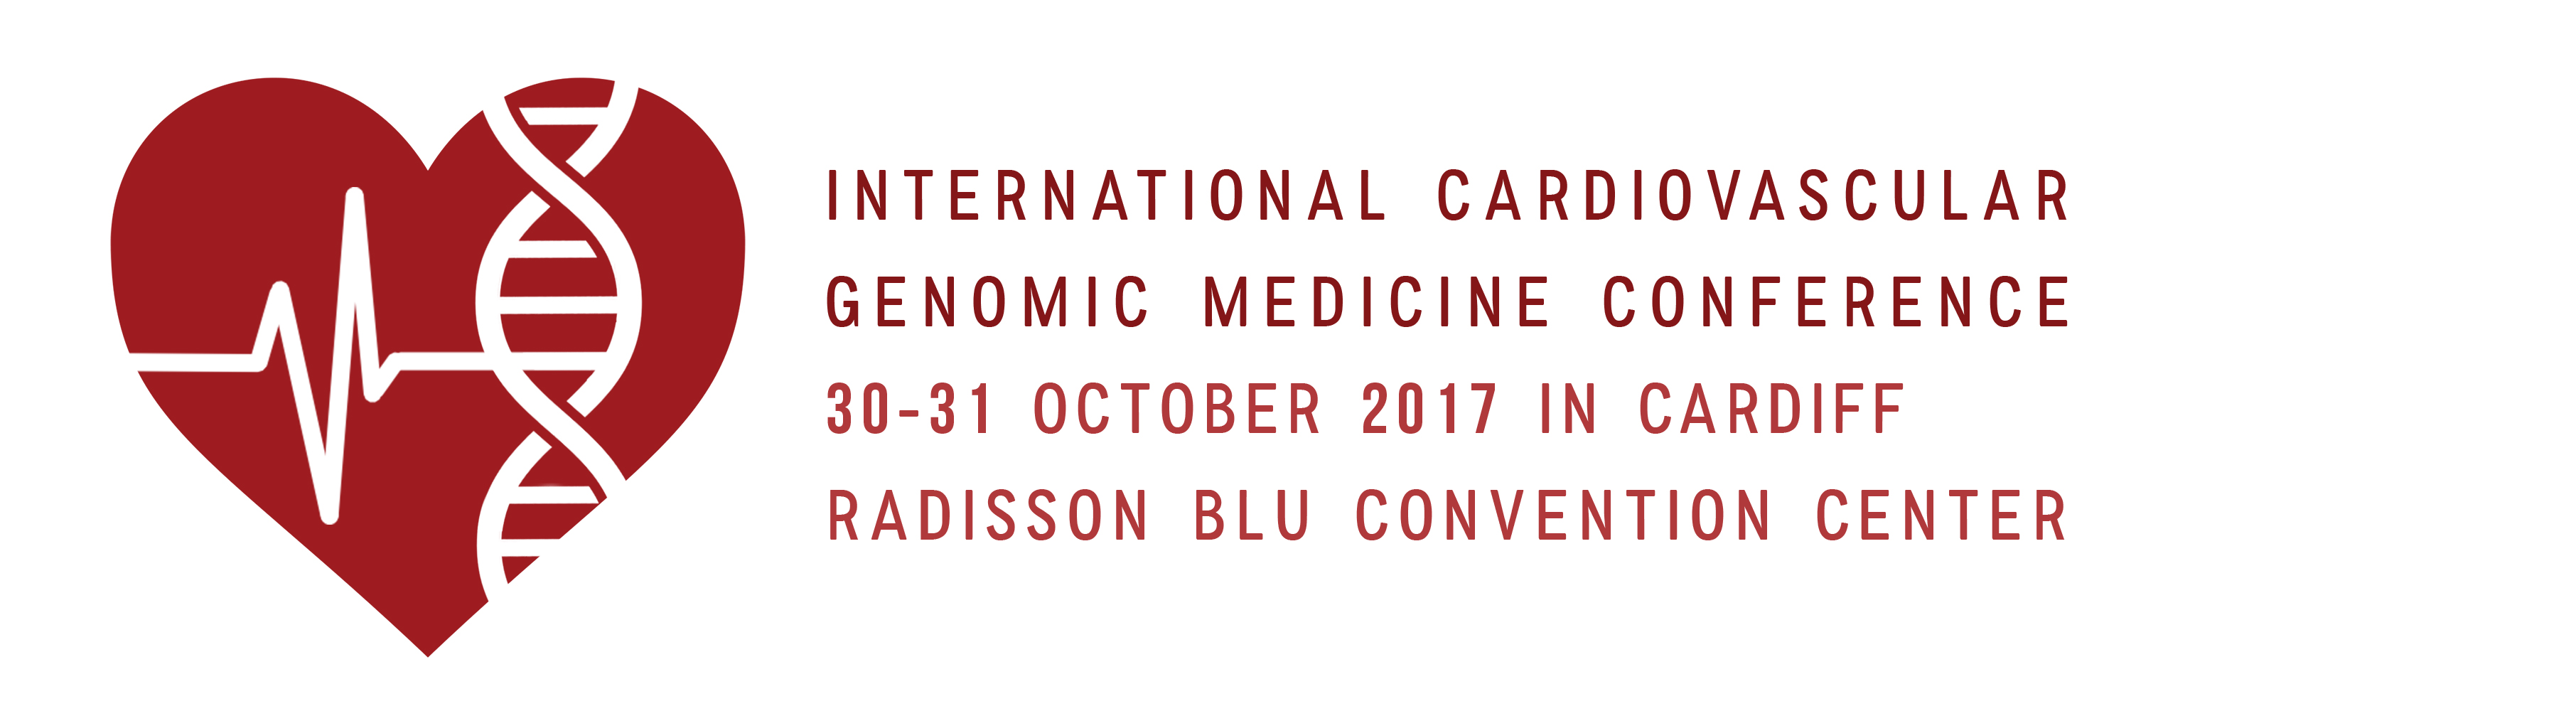 INTERNATIONAL CARDIOVASCULAR
GENOMIC MEDICINE CONFERENCE
30-31 OCTOBER 2017 IN CARDIFF
RADISSON BLU CONVENTION CENTER